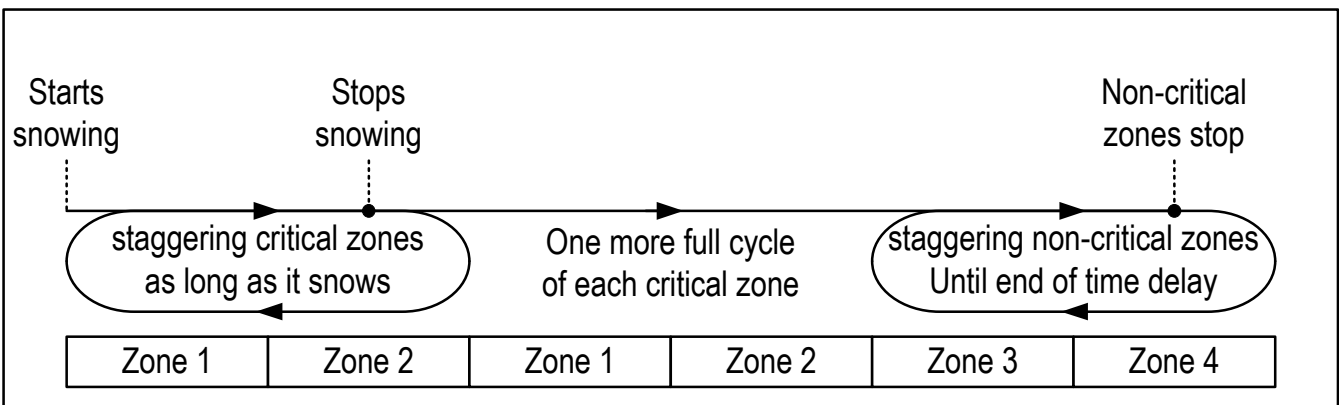 Starts
snowing
Stops
snowing
Non-critical
zones stop
staggering critical zones
as long as it snows
One more full cycle
of each critical zone
staggering non-critical zones
Until end of time delay
Zone 1
Zone 2
Zone 1
Zone 2
Zone 3
Zone 4